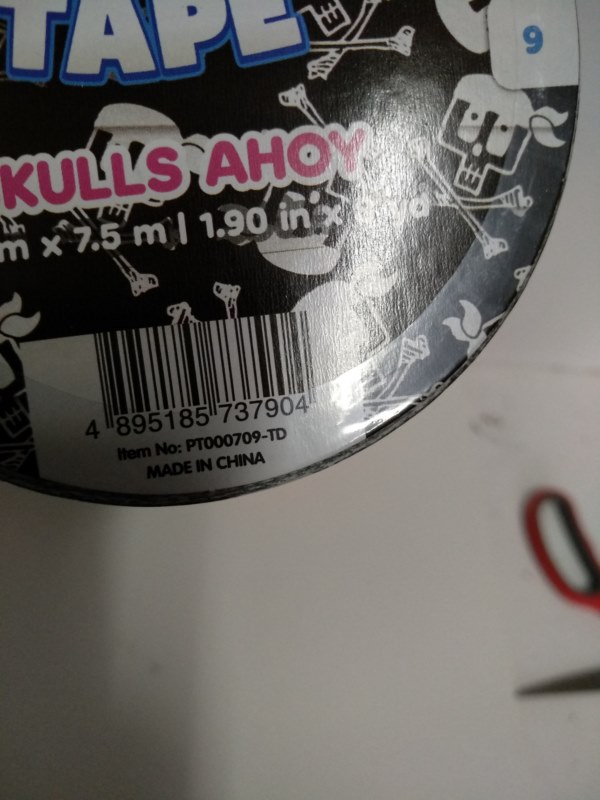 TAPE
9
KULLS AHOY
m x 7.5 m | 1.90 in x yd
4 895185 737904
Item No: PT000709-TD
MADE IN CHINA